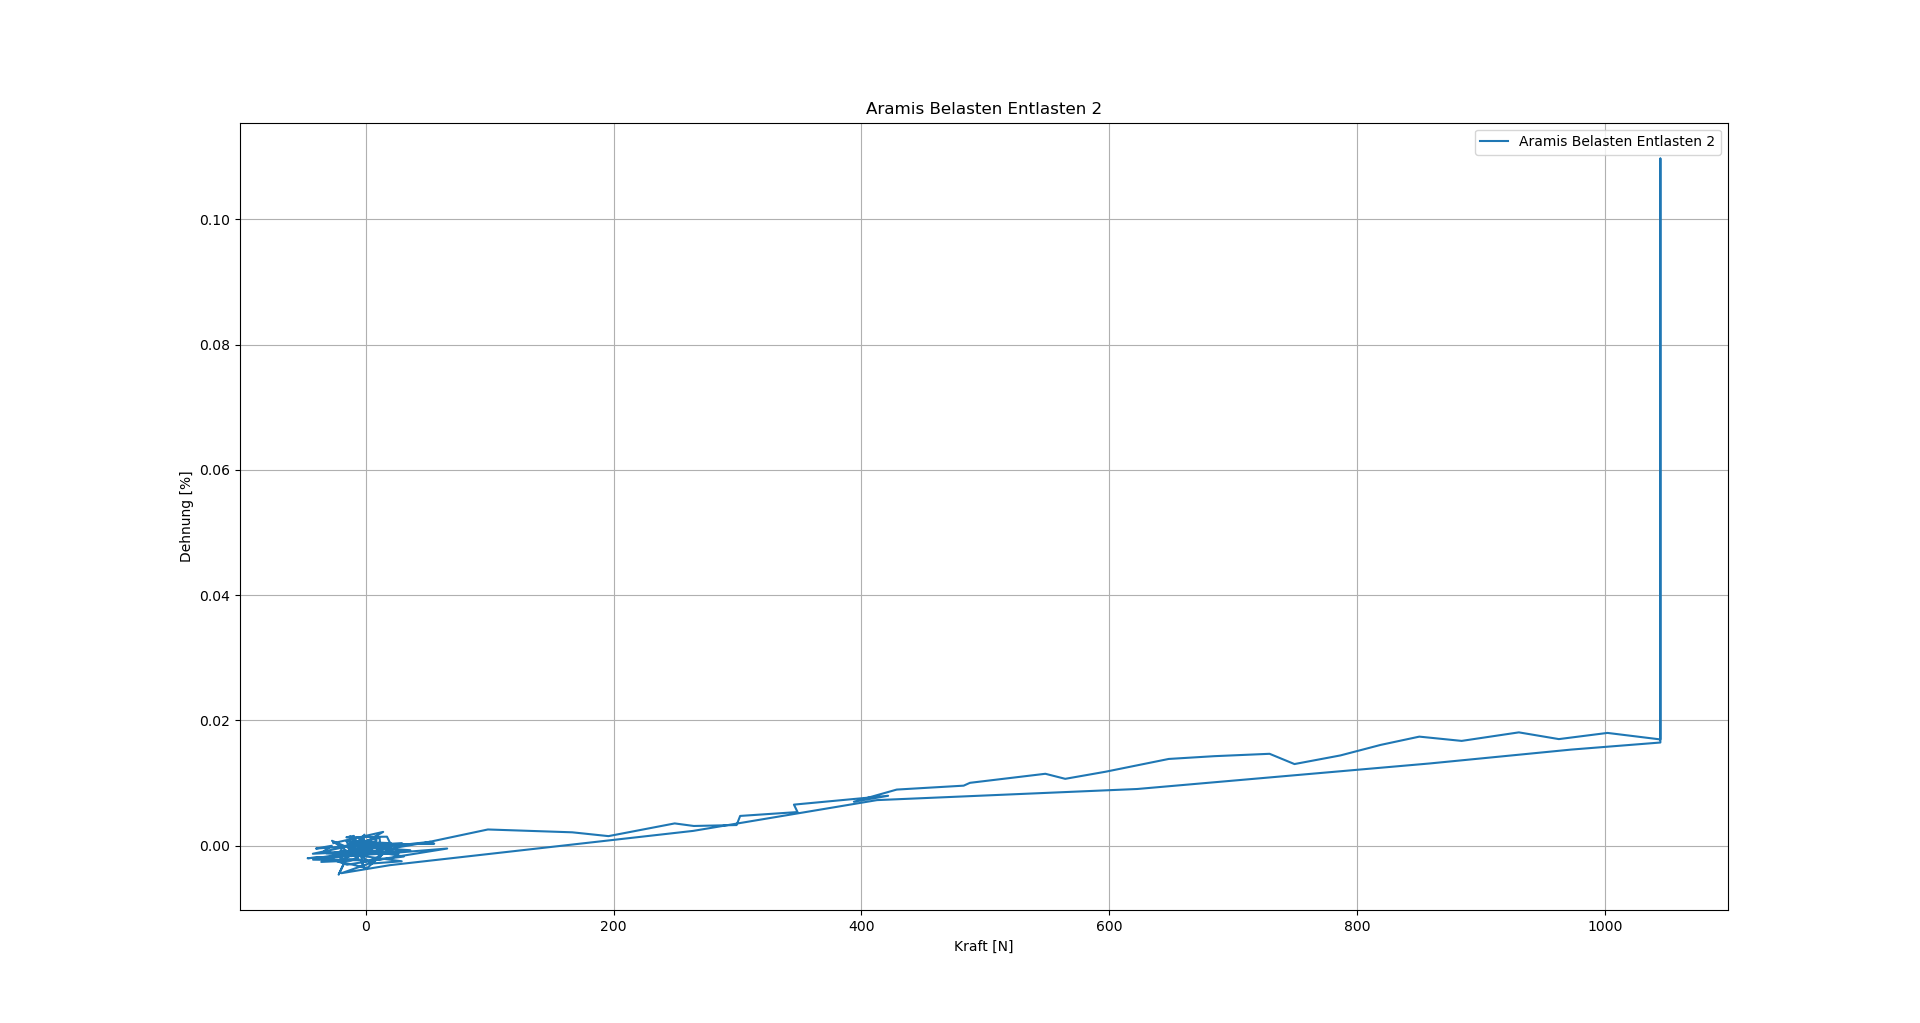 Aramis Belasten Entlasten 2
Aramis Belasten Entlasten 2
0.10
0.08
0.06
0.04
0.02
0.00
Dehnung [%]
0 200 400 600 800 1000
Kraft [N]